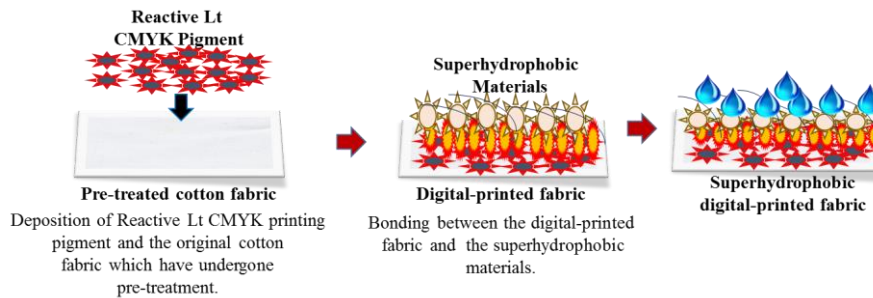 Reactive Lt
CMYK Pigment
Pre-treated cotton fabric
Deposition of Reactive Lt CMYK printing
pigment and the original cotton
fabric which have undergone
pre-treatment.
Superhydrophobic
Materials
Digital-printed fabric
Bonding between the digital-printed
fabric and the superhydrophobic
materials.
Superhydrophobic
digital-printed fabric